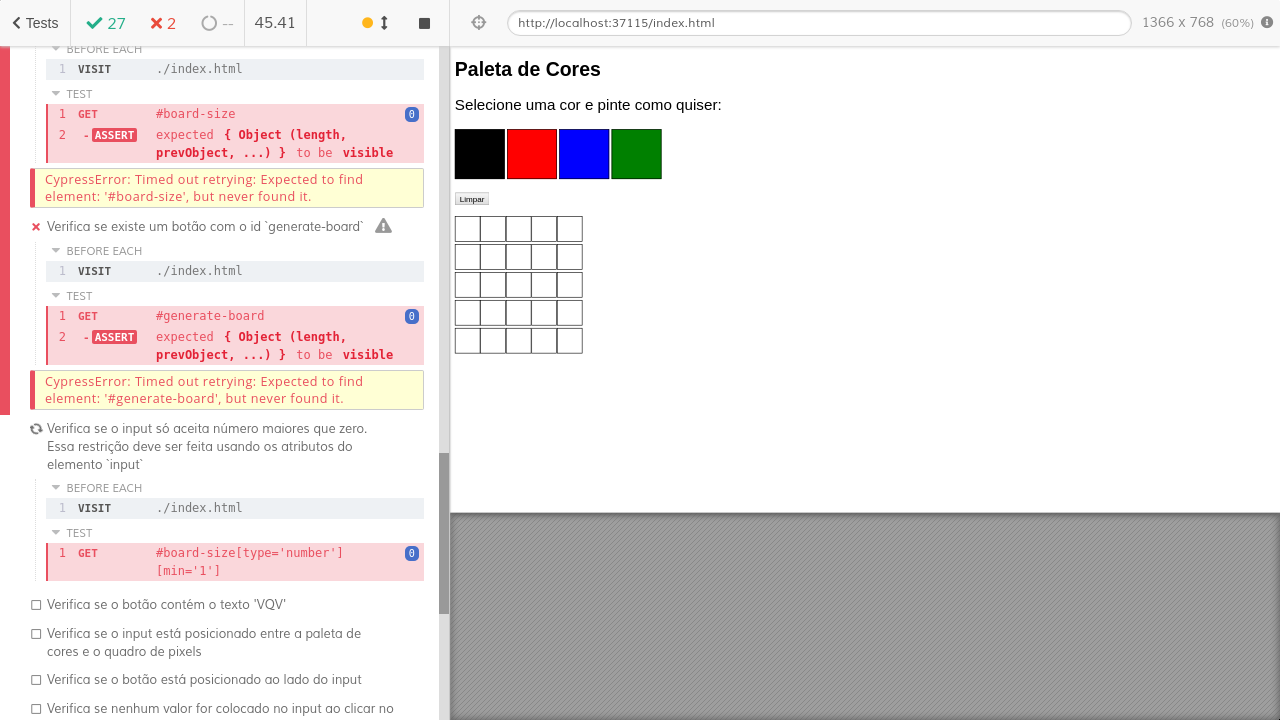 Tests 27 2 -- 45.41
http://localhost:37115/index.html 1366 x 768 (60%)
BEFORE EACH
1 VISIT ./index.html
TEST
1 GET #board-size 0
2 -ASSERT expected { Object (length,
prevObject, ...) } to be visible
CypressError: Timed out retrying: Expected to find
element: '#board-size', but never found it.
Verifica se existe um botão com o id `generate-board`
BEFORE EACH
1 VISIT ./index.html
TEST
1 GET #generate-board 0
2 -ASSERT expected { Object (length,
prevObject, ...) } to be visible
CypressError: Timed out retrying: Expected to find
element: '#generate-board', but never found it.
Verifica se o input só aceita número maiores que zero.
Essa restrição deve ser feita usando os atributos do
elemento `input`
BEFORE EACH
1 VISIT ./index.html
TEST
1 GET #board-size[type='number'] 0
[min='1']
Verifica se o botão contém o texto 'VQV'
Verifica se o input está posicionado entre a paleta de
cores e o quadro de pixels
Verifica se o botão está posicionado ao lado do input
Verifica se nenhum valor for colocado no input ao clicar no
Paleta de Cores
Selecione uma cor e pinte como quiser:
Limpar